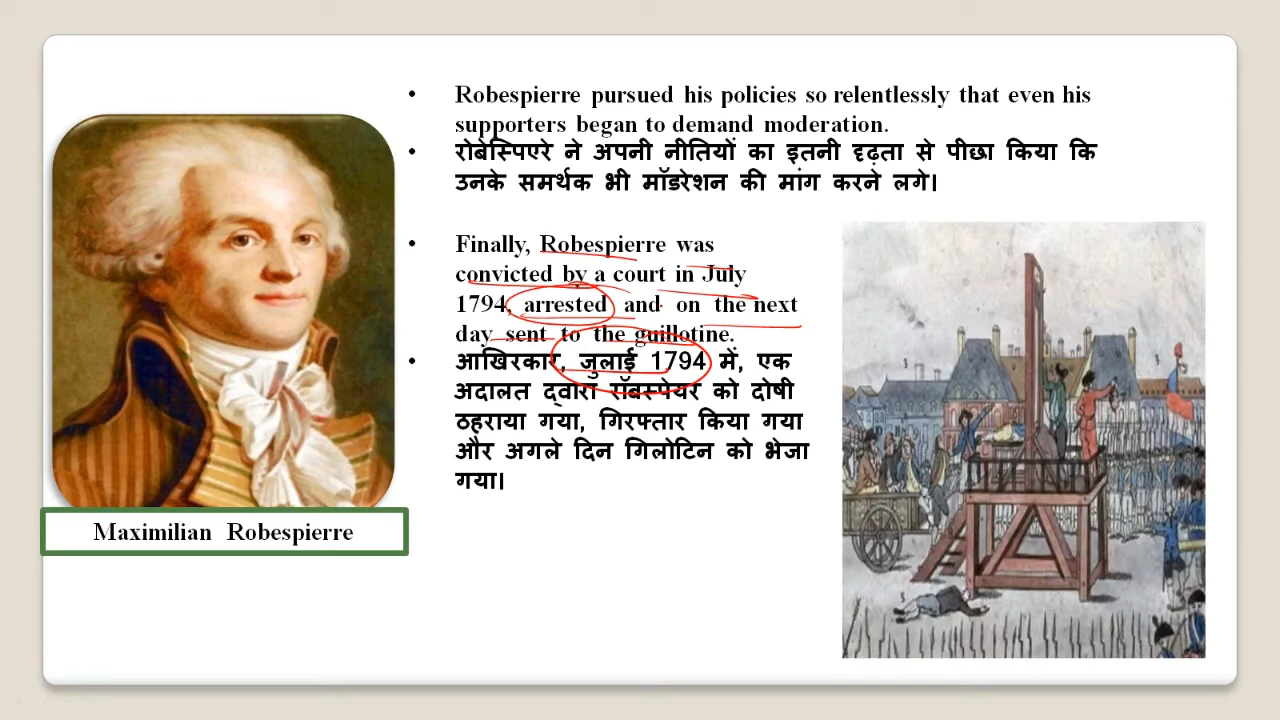 Robespierre pursued his policies so relentlessly that even his
supporters began to demand moderation.
रोबेस्पिएरे ने अपनी नीतियों का इतनी दृढ़ता से पीछा किया कि
उनके समर्थक भी मॉडरेशन की मांग करने लगे।
Finally, Robespierre was
convicted by a court in July
1794, arrested and on the next
day sent to the guillotine.
आखिरकार, जुलाई 1794 में, एक
अदालत द्वारा रॉबस्पेयर को दोषी
ठहराया गया, गिरफ्तार किया गया
और अगले दिन गिलोटिन को भेजा
गया।
Maximilian Robespierre